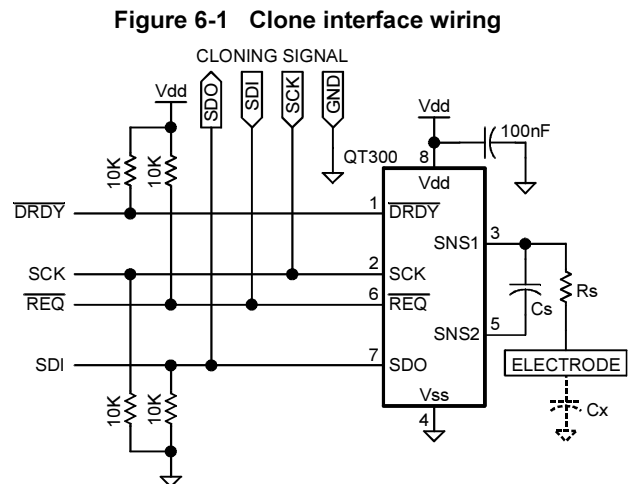 Figure 6-1 Clone interface wiring
CLONING SIGNAL
Vdd
SDO
SDI
SCK
GND
Vdd
100nF
10K
10K
QT300
8
Vdd
DRDY
1
DRDY
SNS1
3
SCK
2
SCK
REQ
6
REQ
Cs
Rs
SNS2
5
SDI
7
SDO
ELECTRODE
10K
10K
Vss
4
Cx